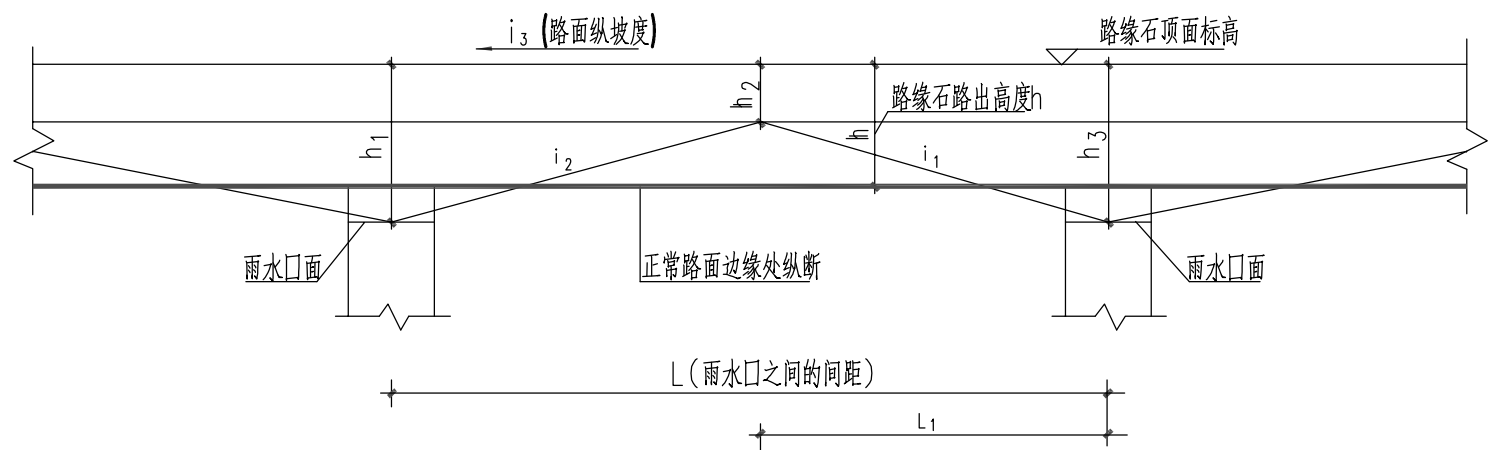 i3 (路面纵坡度)
路缘石顶面标高
h2
路缘石路出高度h
h1
h
h3
i2
i1
雨水口面
正常路面边缘处纵断
雨水口面
L(雨水口之间的间距)
L1